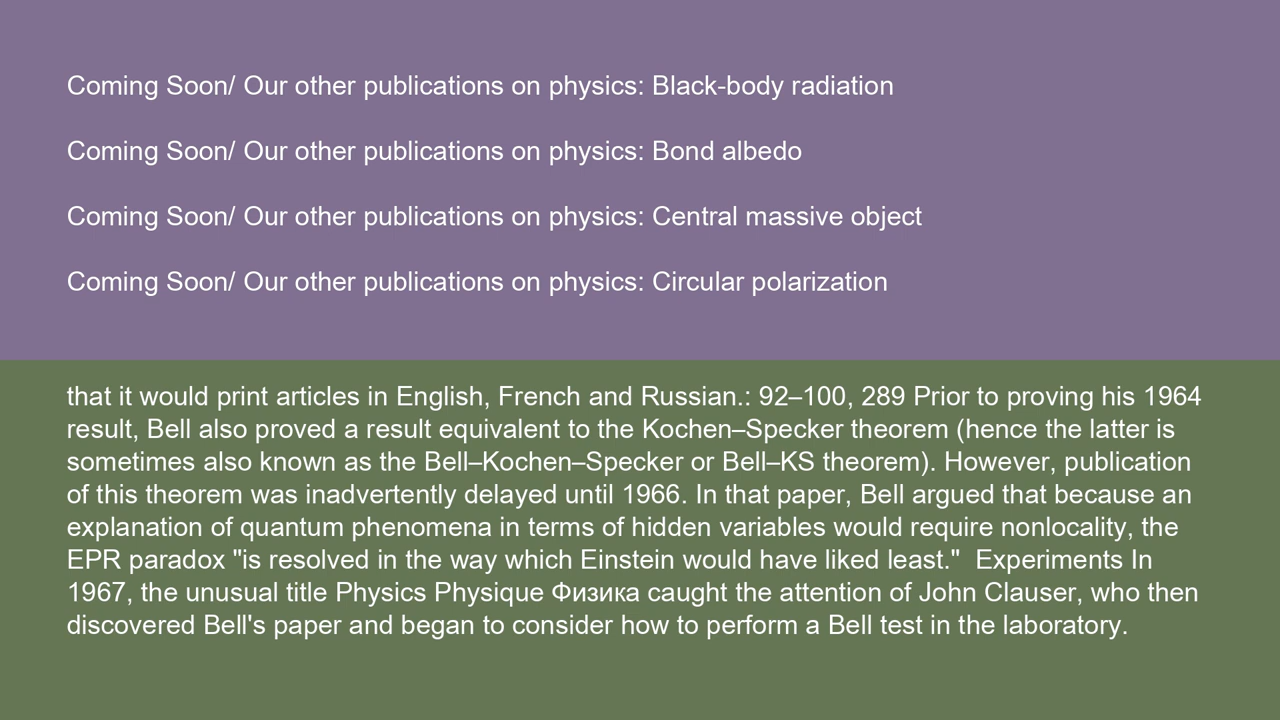 Coming Soon/ Our other publications on physics: Black-body radiation
Coming Soon/ Our other publications on physics: Bond albedo
Coming Soon/ Our other publications on physics: Central massive object
Coming Soon/ Our other publications on physics: Circular polarization
that it would print articles in English, French and Russian.: 92–100, 289 Prior to proving his 1964
result, Bell also proved a result equivalent to the Kochen–Specker theorem (hence the latter is
sometimes also known as the Bell–Kochen–Specker or Bell–KS theorem). However, publication
of this theorem was inadvertently delayed until 1966. In that paper, Bell argued that because an
explanation of quantum phenomena in terms of hidden variables would require nonlocality, the
EPR paradox "is resolved in the way which Einstein would have liked least."  Experiments In
1967, the unusual title Physics Physique Физика caught the attention of John Clauser, who then
discovered Bell's paper and began to consider how to perform a Bell test in the laboratory.